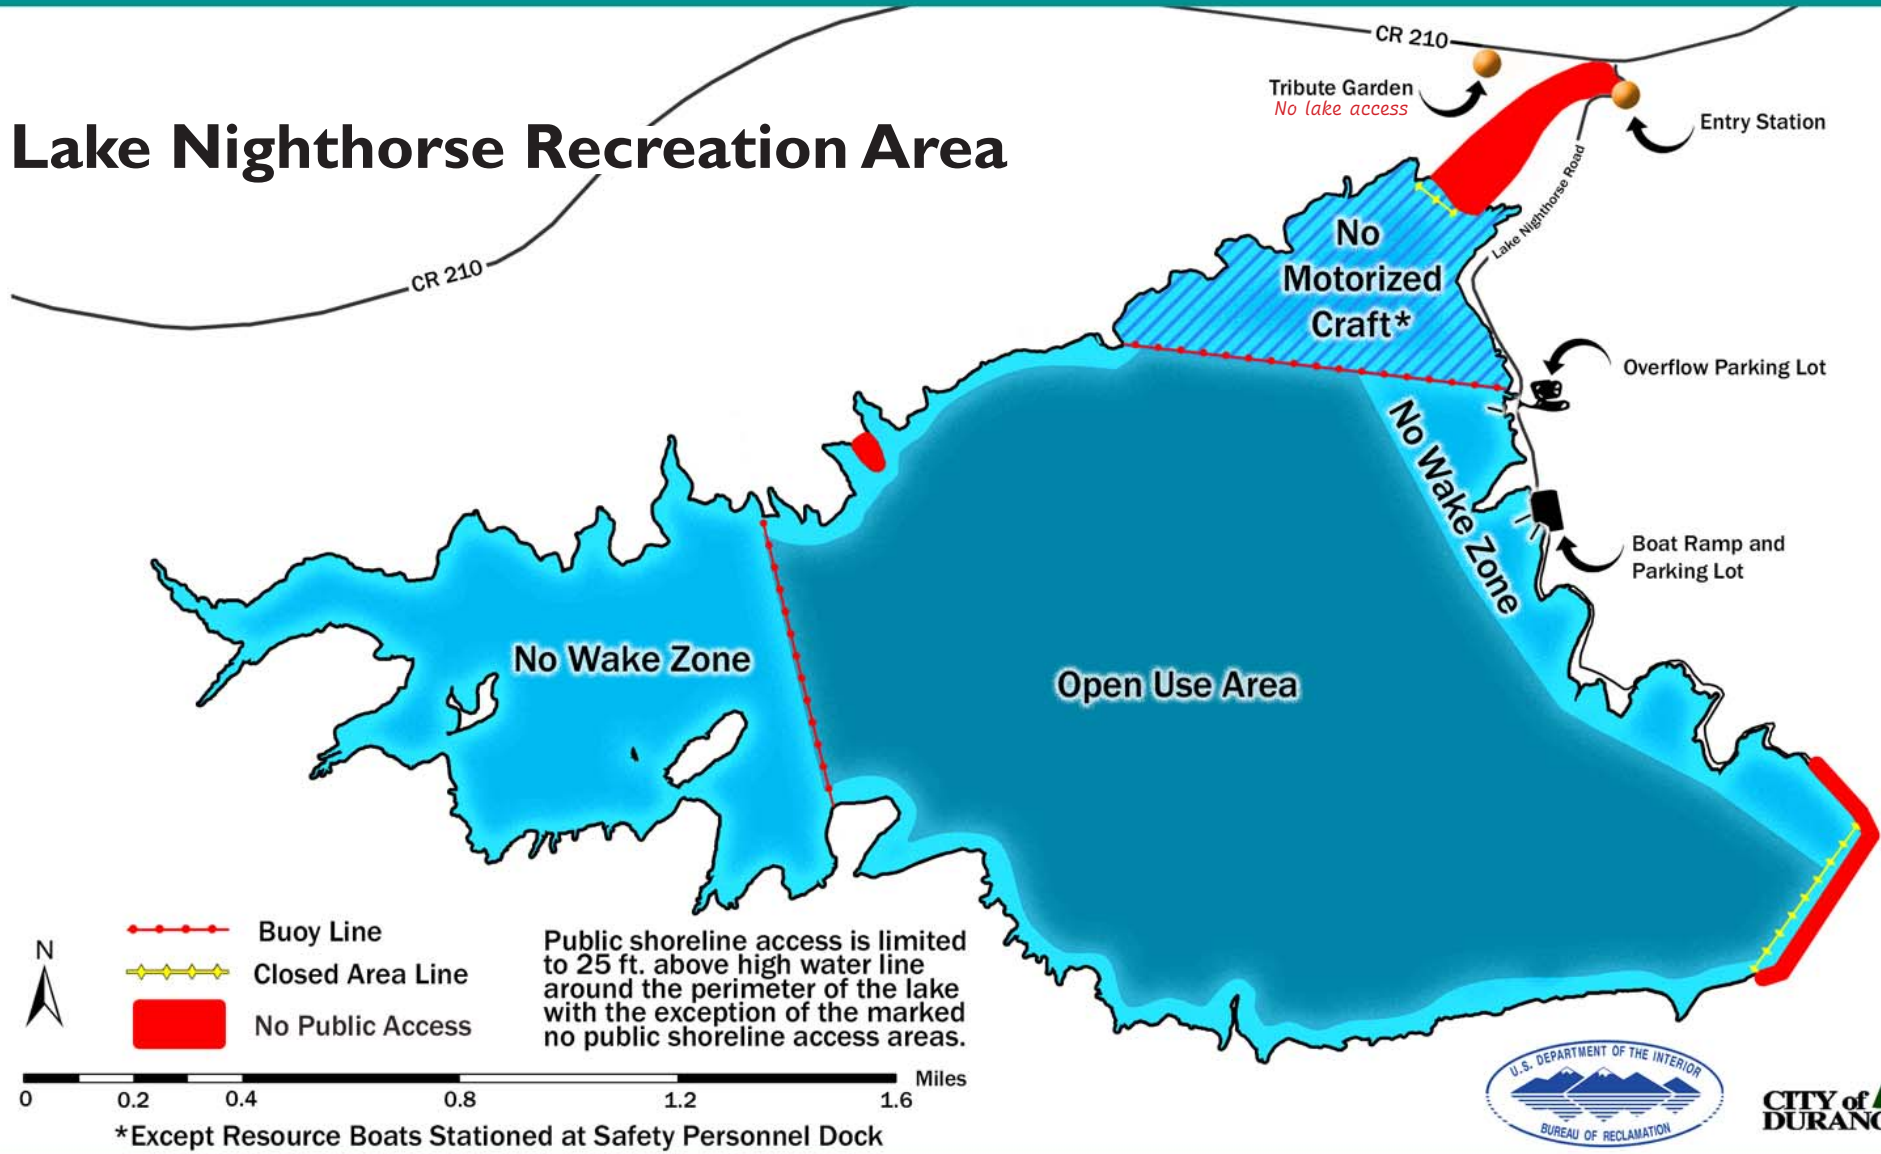 CR 210
Tribute Garden
No lake access
Entry Station
Lake Nighthorse Recreation Area
Lake Nighthorse Road
CR 210
No
Motorized
Craft*
Overflow Parking Lot
No Wake Zone
Boat Ramp and
Parking Lot
No Wake Zone
Open Use Area
N
Buoy Line
Closed Area Line
No Public Access
Public shoreline access is limited
to 25 ft. above high water line
around the perimeter of the lake
with the exception of the marked
no public shoreline access areas.
0 0.2 0.4 0.8 1.2 1.6 Miles
*Except Resource Boats Stationed at Safety Personnel Dock
U.S. DEPARTMENT OF THE INTERIOR
BUREAU OF RECLAMATION
CITY of